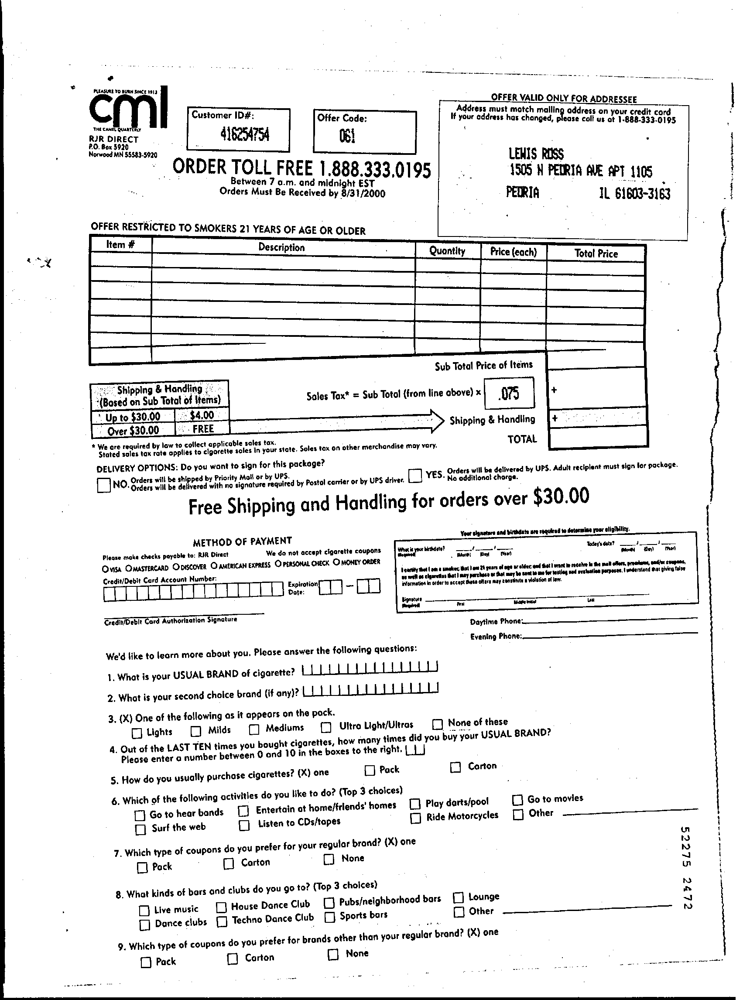 PLEASURE TO BURN SINCE 1913
cml
THE CAMEL QUARTERLY
RJR DIRECT
P.O. Box 5920
Norwood MN 55583-5920
Customer ID#:
416254754
Offer Code:
061
ORDER TOLL FREE 1.888.333.0195
Between 7 a.m. and midnight EST
Orders Must Be Received by 8/31/2000
OFFER VALID ONLY FOR ADDRESSEE
Address must match mailing address on your credit card
If your address has changed, please call us at 1-888-333-0195
LEWIS ROSS
1505 N PEORIA AVE APT 1105
PEORIA IL 61603-3163
OFFER RESTRICTED TO SMOKERS 21 YEARS OF AGE OR OLDER
Item # Description Quantity Price (each) Total Price
Sub Total Price of Items
Shipping & Handling
(Based on Sub Total of Items)
Up to $30.00 $4.00
Over $30.00 FREE
Sales Tax* = Sub Total (from line above) x .075 +
Shipping & Handling +
TOTAL
* We are required by law to collect applicable sales tax.
Stated sales tax rate applies to cigarette sales in your state. Sales tax on other merchandise may vary.
DELIVERY OPTIONS: Do you want to sign for this package?
NO. Orders will be shipped by Priority Mail or by UPS.
Orders will be delivered with no signature required by Postal carrier or by UPS driver.
YES. Orders will be delivered by UPS. Adult recipient must sign for package.
No additional charge.
Free Shipping and Handling for orders over $30.00
METHOD OF PAYMENT
Please make checks payable to: RJR Direct We do not accept cigarette coupons
VISA MASTERCARD DISCOVER AMERICAN EXPRESS PERSONAL CHECK MONEY ORDER
Credit/Debit Card Account Number:
Expiration
Date:
Credit/Debit Card Authorization Signature
Your signature and birthdate are required to determine your eligibility.
What is your birthdate? Today's date?
(Required) (Month) (Day) (Year) (Month) (Day) (Year)
I certify that I am a smoker, that I am 21 years of age or older, and that I want to receive in the mail offers, premiums, and/or coupons,
as well as cigarettes that I may purchase or that may be sent to me for testing and evaluation purposes. I understand that giving false
information in order to accept these offers may constitute a violation of law.
Signature
(Required) First Middle Initial Last
Daytime Phone:
Evening Phone:
We'd like to learn more about you. Please answer the following questions:
1. What is your USUAL BRAND of cigarette?
2. What is your second choice brand (if any)?
3. (X) One of the following as it appears on the pack.
Lights Milds Mediums Ultra Light/Ultras None of these
4. Out of the LAST TEN times you bought cigarettes, how many times did you buy your USUAL BRAND?
Please enter a number between 0 and 10 in the boxes to the right.
5. How do you usually purchase cigarettes? (X) one Pack Carton
6. Which of the following activities do you like to do? (Top 3 choices)
Go to hear bands Entertain at home/friends' homes Play darts/pool Go to movies
Surf the web Listen to CDs/tapes Ride Motorcycles Other
7. Which type of coupons do you prefer for your regular brand? (X) one
Pack Carton None
8. What kinds of bars and clubs do you go to? (Top 3 choices)
Live music House Dance Club Pubs/neighborhood bars Lounge
Dance clubs Techno Dance Club Sports bars Other
9. Which type of coupons do you prefer for brands other than your regular brand? (X) one
Pack Carton None
52275 2472